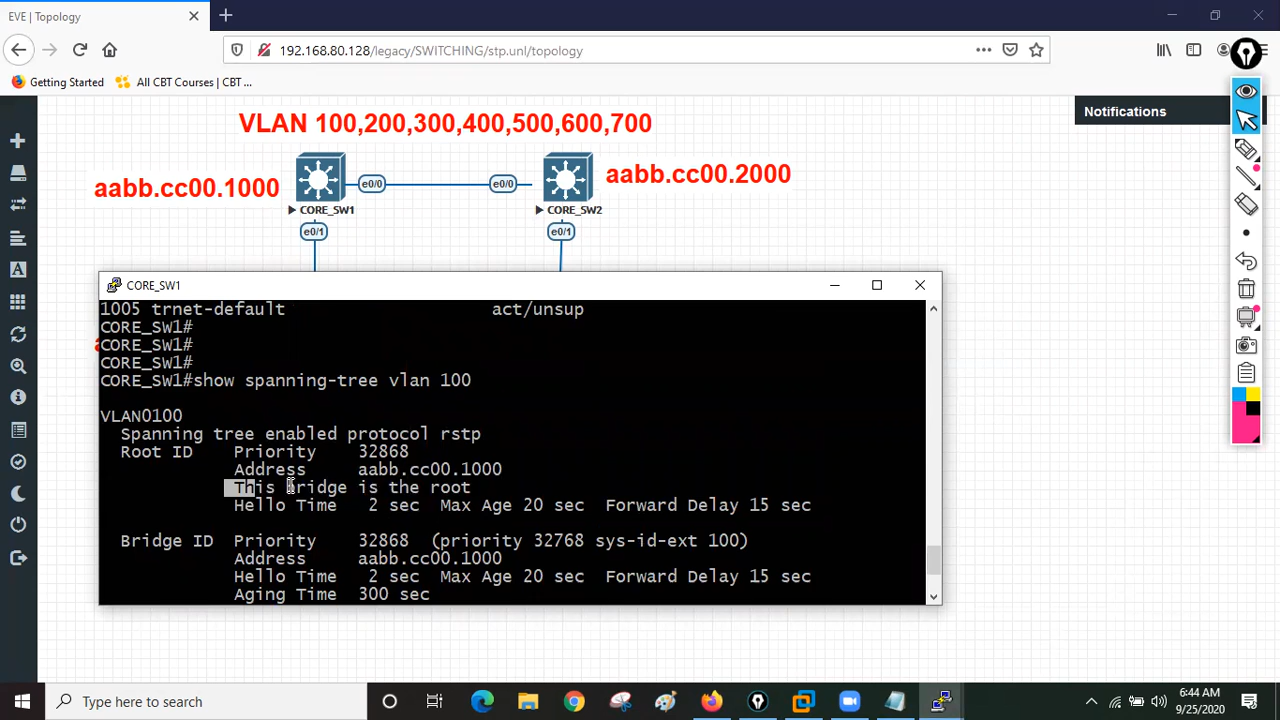 EVE | Topology
192.168.80.128/legacy/SWITCHING/stp.unl/topology
Getting Started
All CBT Courses | CBT ...
Notifications
VLAN 100,200,300,400,500,600,700
aabb.cc00.1000
e0/0
e0/0
aabb.cc00.2000
CORE_SW1
CORE_SW2
e0/1
e0/1
CORE_SW1
1005 trnet-default act/unsup
CORE_SW1#
CORE_SW1#
CORE_SW1#
CORE_SW1#show spanning-tree vlan 100
VLAN0100
Spanning tree enabled protocol rstp
Root ID Priority 32868
Address aabb.cc00.1000
This bridge is the root
Hello Time 2 sec Max Age 20 sec Forward Delay 15 sec
Bridge ID Priority 32868 (priority 32768 sys-id-ext 100)
Address aabb.cc00.1000
Hello Time 2 sec Max Age 20 sec Forward Delay 15 sec
Aging Time 300 sec
Type here to search
6:44 AM
9/25/2020